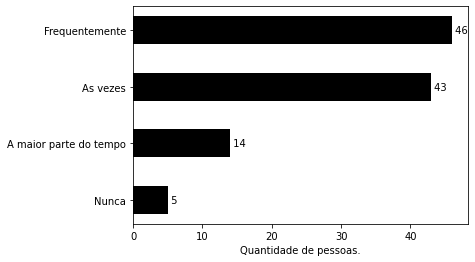 Frequentemente 46
As vezes 43
A maior parte do tempo 14
Nunca 5
0 10 20 30 40
Quantidade de pessoas.